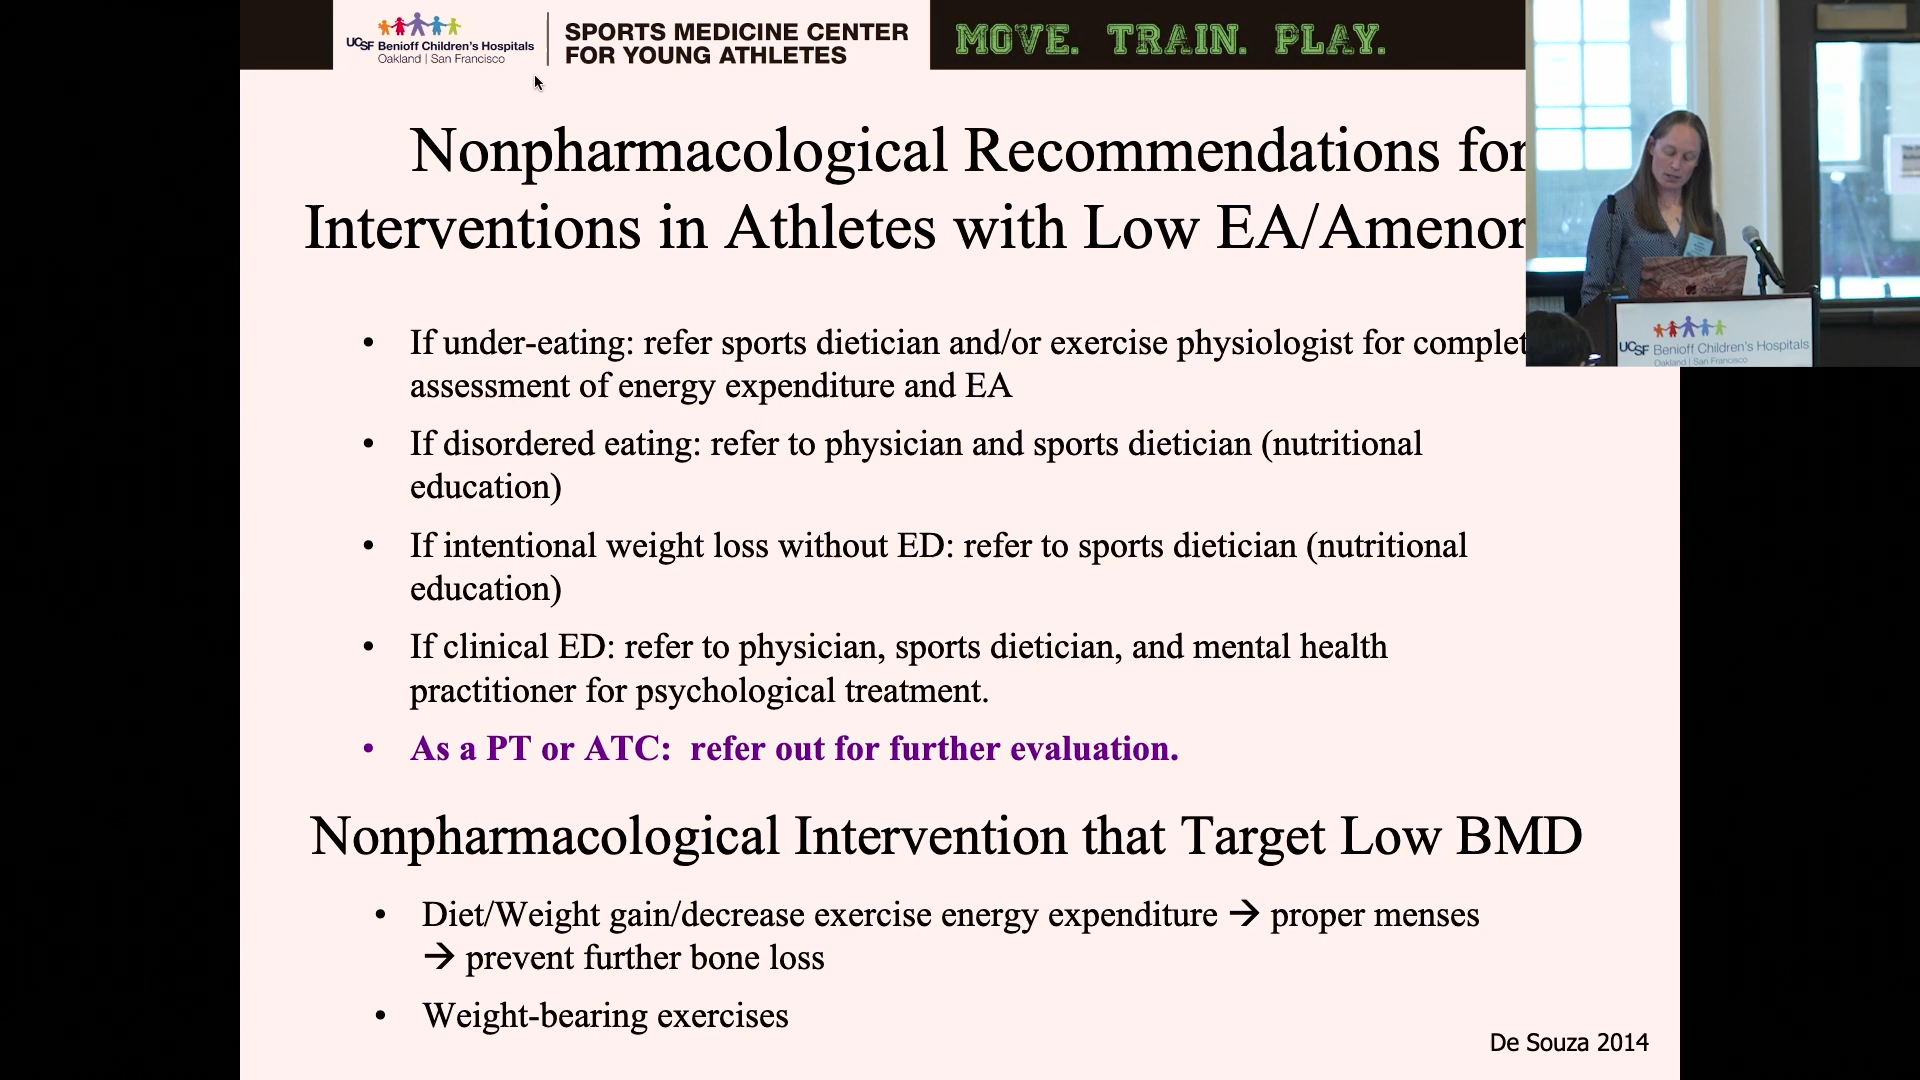 UCSF Benioff Children's Hospitals
Oakland | San Francisco
SPORTS MEDICINE CENTER
FOR YOUNG ATHLETES
MOVE. TRAIN. PLAY.
Nonpharmacological Recommendations for
Interventions in Athletes with Low EA/Amenor
• If under-eating: refer sports dietician and/or exercise physiologist for complet
assessment of energy expenditure and EA
• If disordered eating: refer to physician and sports dietician (nutritional
education)
• If intentional weight loss without ED: refer to sports dietician (nutritional
education)
• If clinical ED: refer to physician, sports dietician, and mental health
practitioner for psychological treatment.
• As a PT or ATC: refer out for further evaluation.
Nonpharmacological Intervention that Target Low BMD
• Diet/Weight gain/decrease exercise energy expenditure → proper menses
→ prevent further bone loss
• Weight-bearing exercises
De Souza 2014
UCSF Benioff Children's Hospitals
Oakland | San Francisco